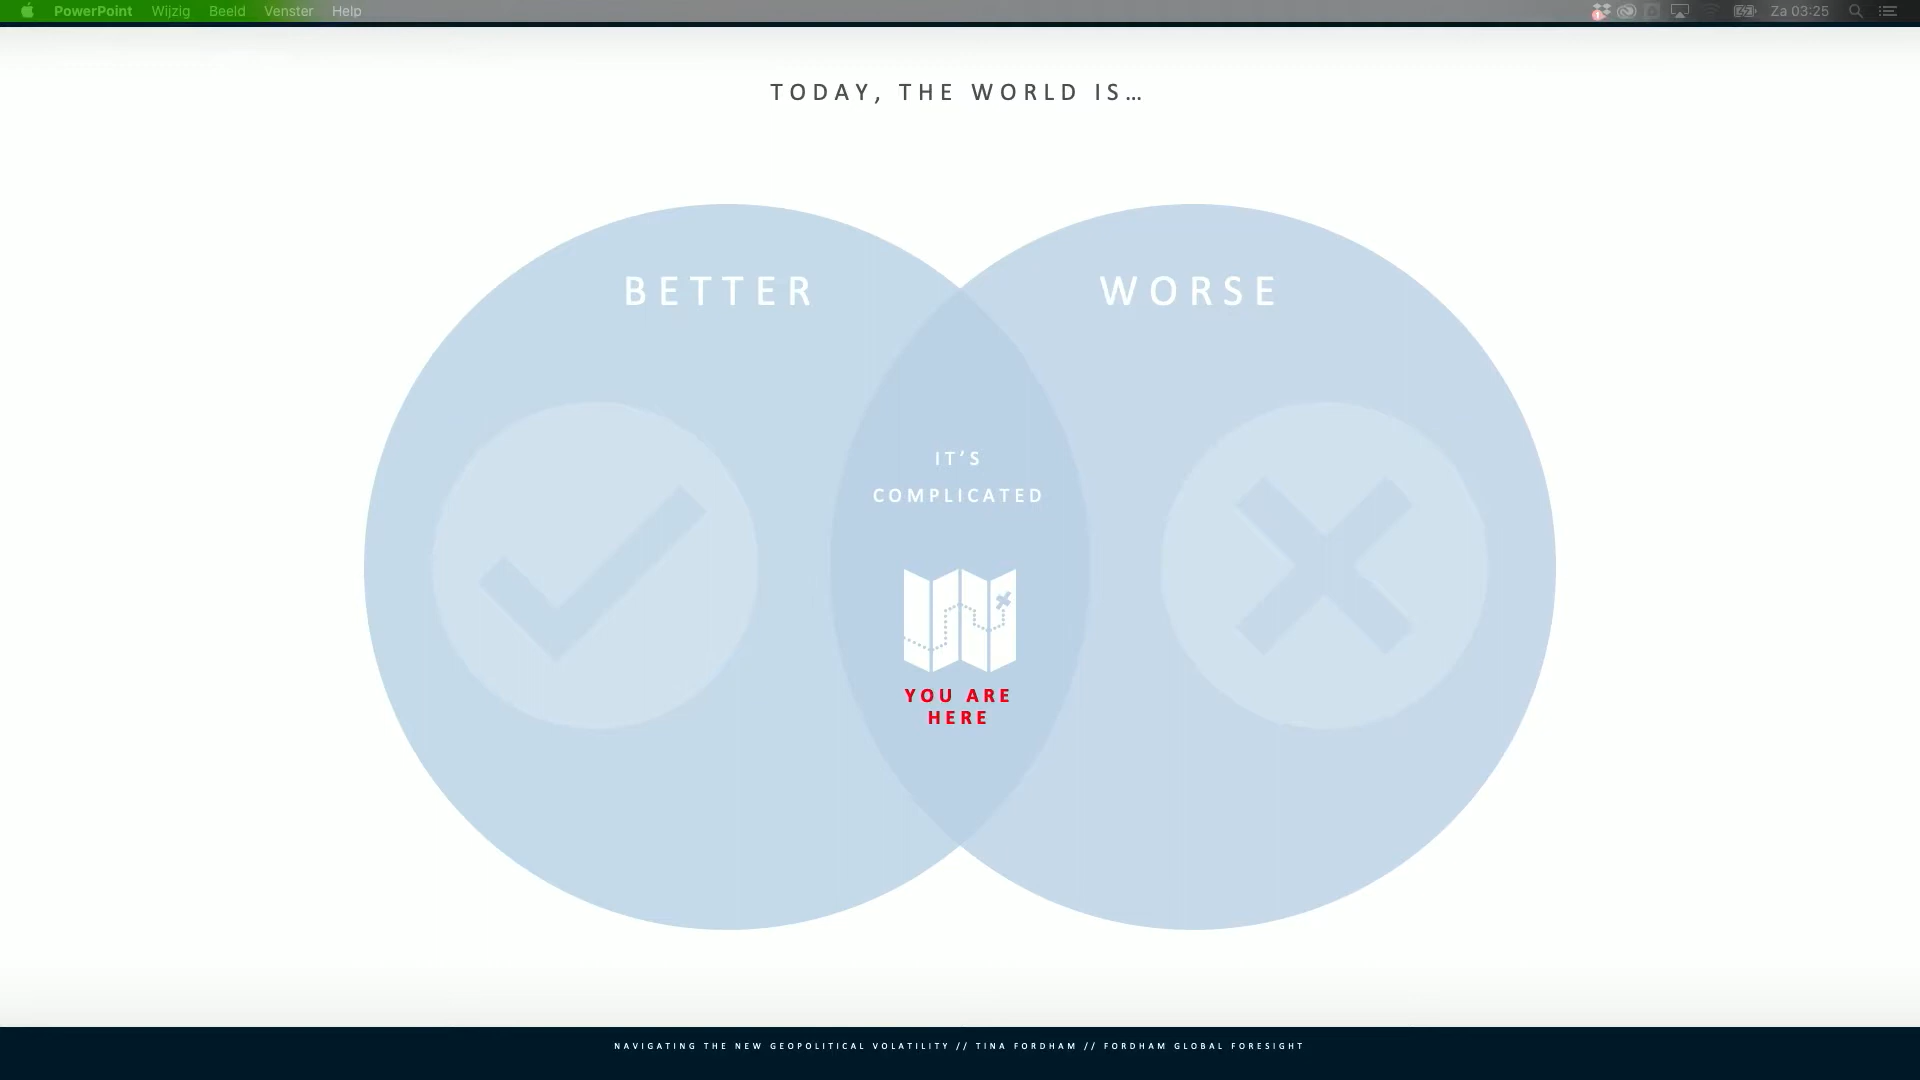 PowerPoint Wijzig Beeld Venster Help Za 03:25
TODAY, THE WORLD IS…
BETTER
WORSE
IT’S
COMPLICATED
YOU ARE
HERE
NAVIGATING THE NEW GEOPOLITICAL VOLATILITY // TINA FORDHAM // FORDHAM GLOBAL FORESIGHT